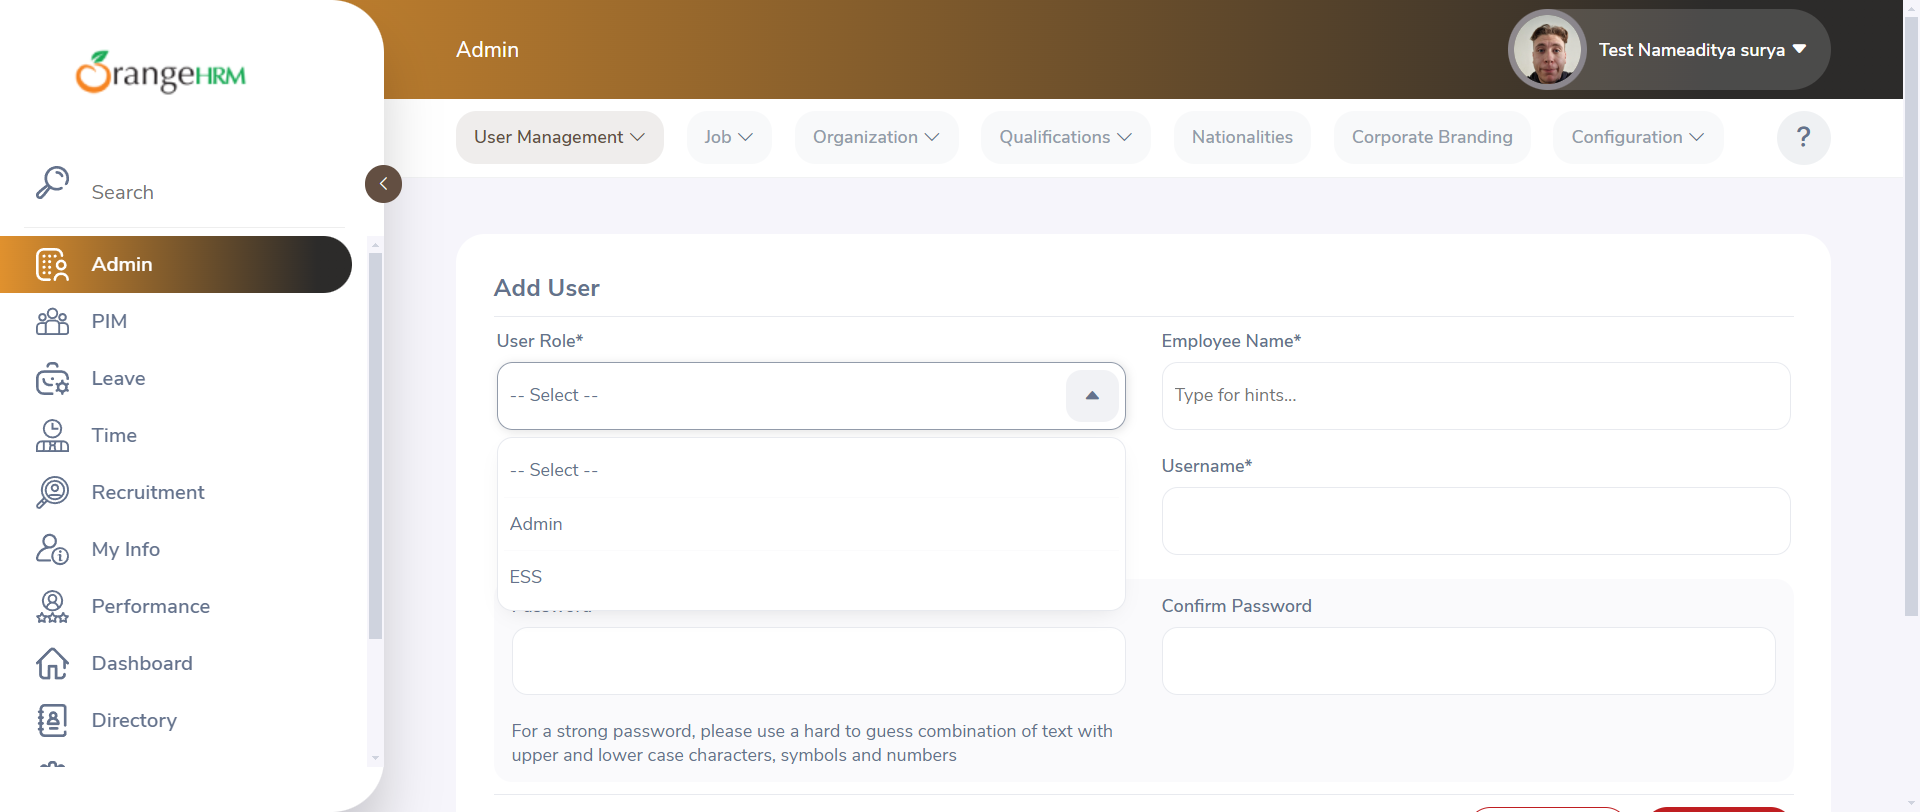 OrangeHRM
Admin
Test Nameaditya surya
User Management
Job
Organization
Qualifications
Nationalities
Corporate Branding
Configuration
?
Search
Admin
PIM
Leave
Time
Recruitment
My Info
Performance
Dashboard
Directory
Add User
User Role*
Employee Name*
-- Select --
Type for hints...
-- Select --
Admin
ESS
Username*
Confirm Password
For a strong password, please use a hard to guess combination of text with
upper and lower case characters, symbols and numbers